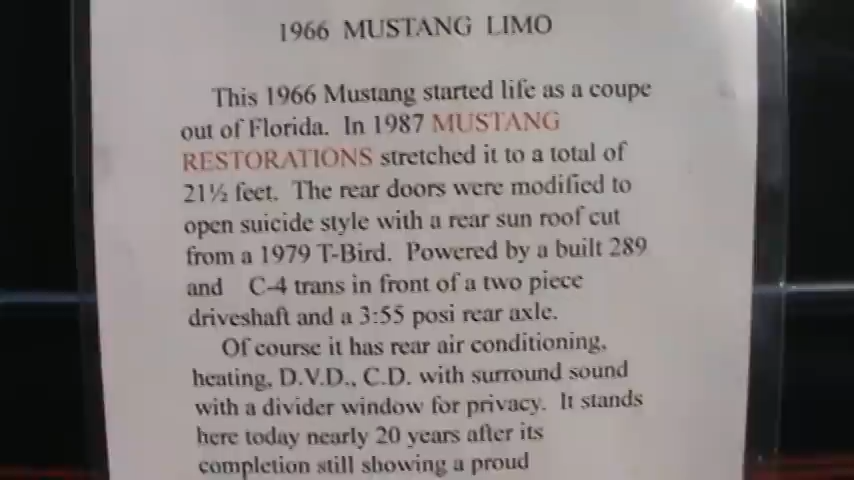 1966 MUSTANG LIMO
This 1966 Mustang started life as a coupe
out of Florida. In 1987 MUSTANG
RESTORATIONS stretched it to a total of
21½ feet. The rear doors were modified to
open suicide style with a rear sun roof cut
from a 1979 T-Bird. Powered by a built 289
and C-4 trans in front of a two piece
driveshaft and a 3:55 posi rear axle.
Of course it has rear air conditioning,
heating, D.V.D., C.D. with surround sound
with a divider window for privacy. It stands
here today nearly 20 years after its
completion still showing a proud